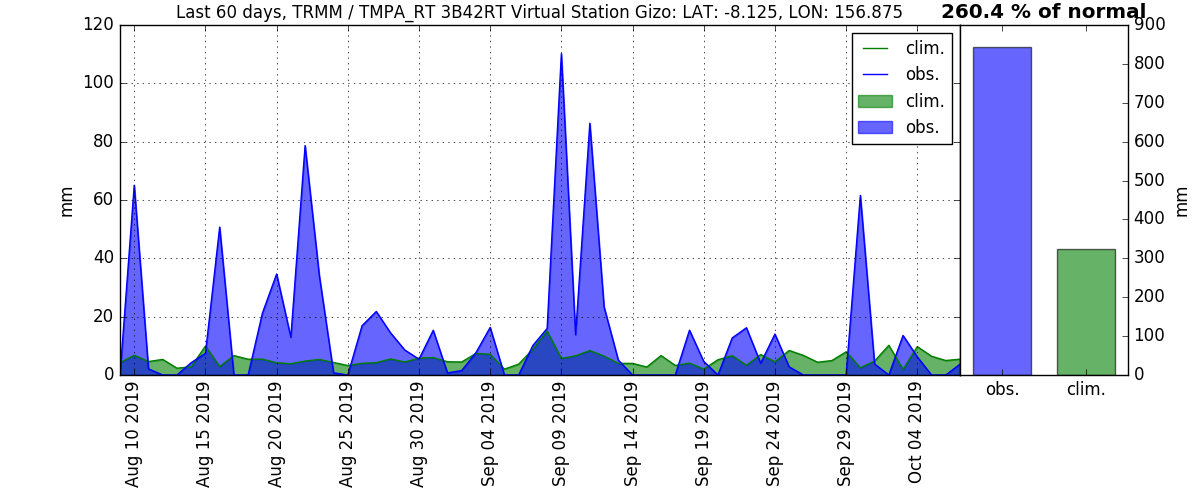 Last 60 days, TRMM / TMPA_RT 3B42RT Virtual Station Gizo: LAT: -8.125, LON: 156.875
260.4 % of normal
120
100
80
60
40
20
0
mm
clim.
obs.
clim.
obs.
900
800
700
600
500
400
300
200
100
0
mm
Aug 10 2019
Aug 15 2019
Aug 20 2019
Aug 25 2019
Aug 30 2019
Sep 04 2019
Sep 09 2019
Sep 14 2019
Sep 19 2019
Sep 24 2019
Sep 29 2019
Oct 04 2019
obs.
clim.